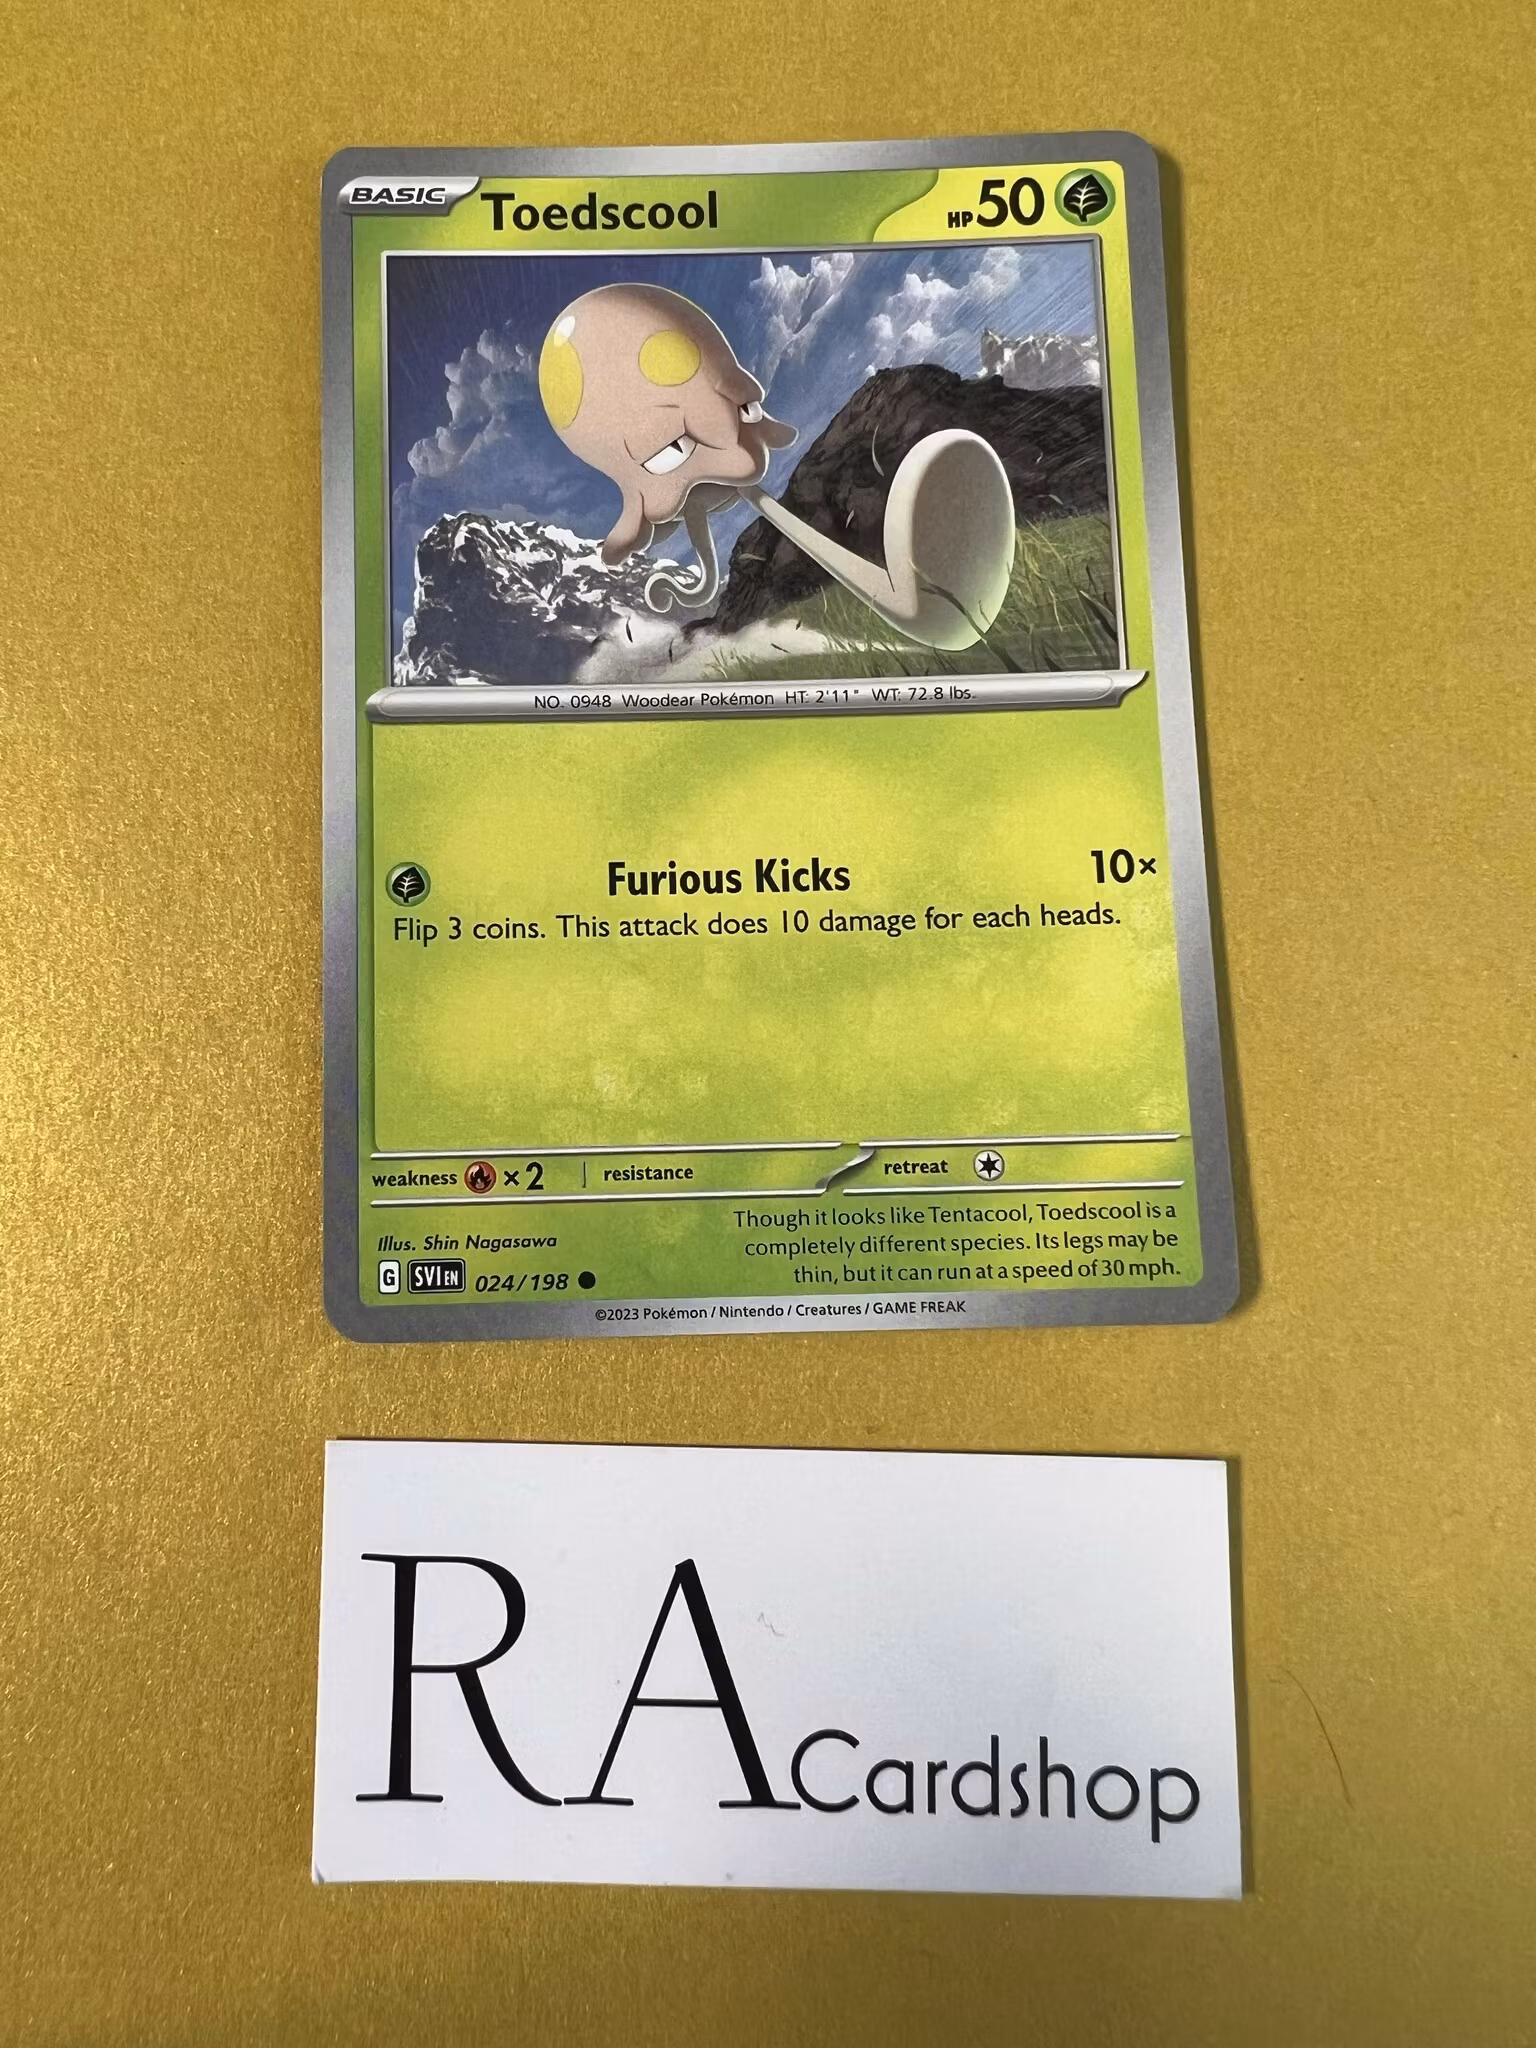 BASIC Toedscool HP 50
NO. 0948 Woodear Pokémon HT: 2'11" WT: 72.8 lbs.
Furious Kicks 10×
Flip 3 coins. This attack does 10 damage for each heads.
weakness ×2 resistance retreat
Though it looks like Tentacool, Toedscool is a
completely different species. Its legs may be
thin, but it can run at a speed of 30 mph.
Illus. Shin Nagasawa
G SVI EN 024/198
©2023 Pokémon / Nintendo / Creatures / GAME FREAK
RA Cardshop